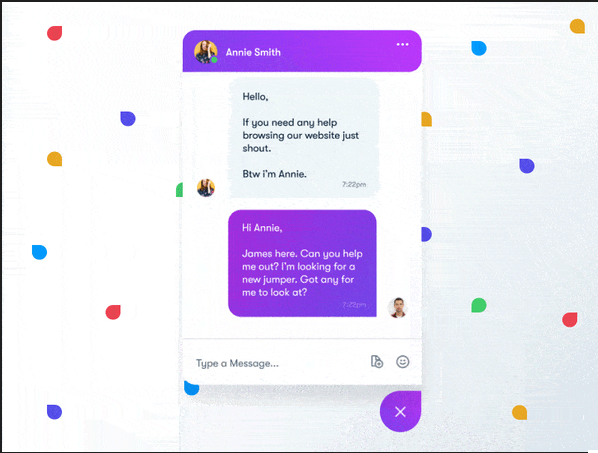 Annie Smith
Hello,
If you need any help
browsing our website just
shout.
Btw i'm Annie.
7:22pm
Hi Annie,
James here. Can you help
me out? I'm looking for a
new jumper. Got any for
me to look at?
7:22pm
Type a Message...